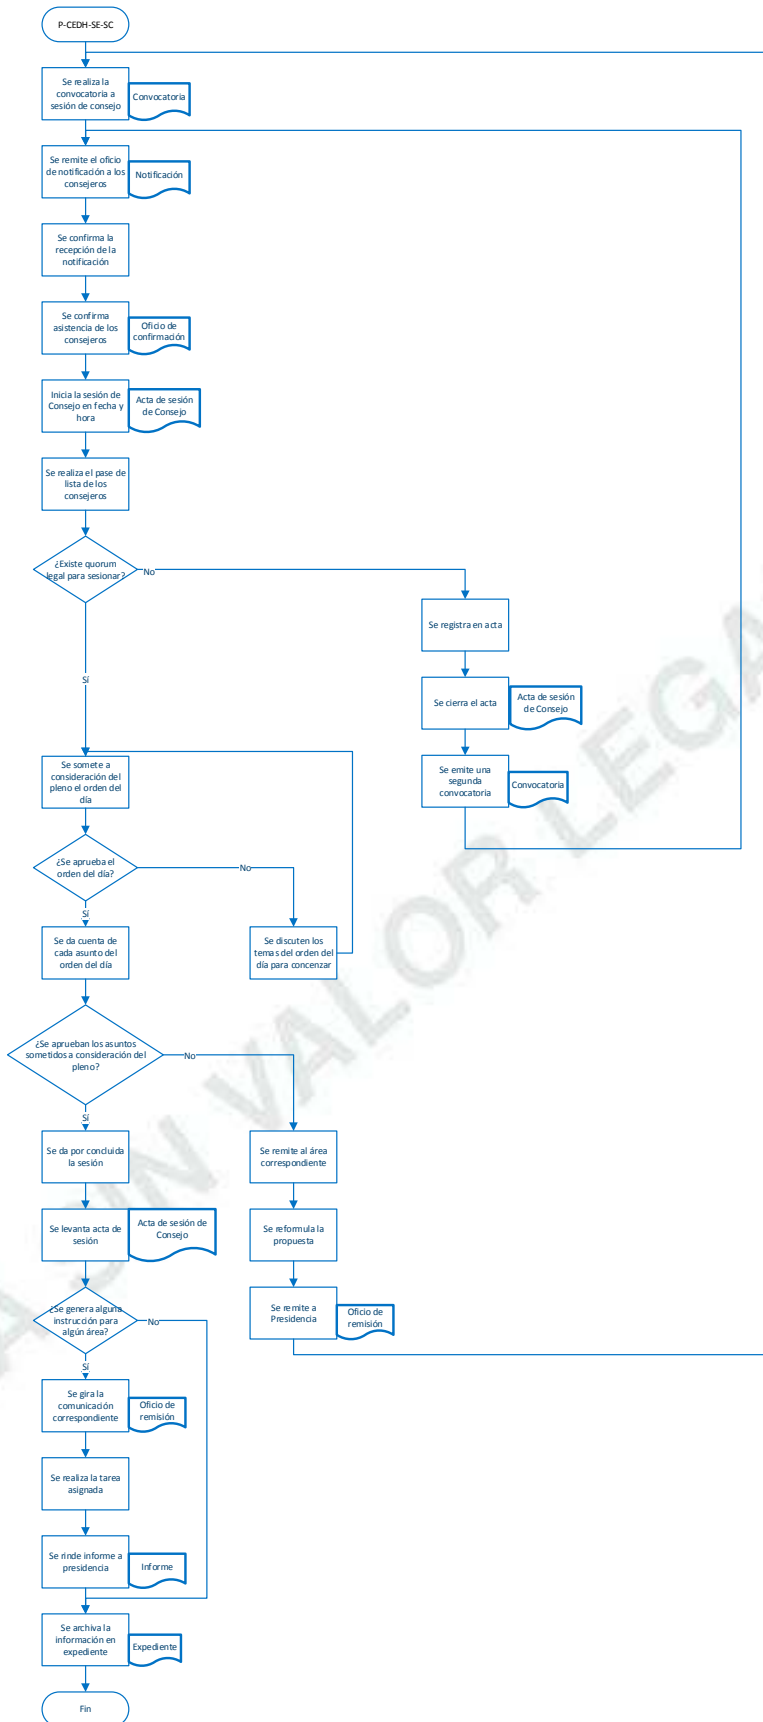 P-CEDH-SE-SC
Se realiza la
convocatoria a
sesión de consejo
Convocatoria
Se remite el oficio
de notificación a los
consejeros
Notificación
Se confirma la
recepción de la
notificación
Se confirma
asistencia de los
consejeros
Oficio de
confirmación
Inicia la sesión de
Consejo en fecha y
hora
Acta de sesión
de Consejo
Se realiza el pase de
lista de los
consejeros
¿Existe quorum
legal para sesionar?
No
Se registra en acta
Sí
Se cierra el acta
Acta de sesión
de Consejo
Se emite una
segunda
convocatoria
Convocatoria
Se somete a
consideración del
pleno el orden del
día
¿Se aprueba el
orden del día?
No
Sí
Se da cuenta de
cada asunto del
orden del día
Se discuten los
temas del orden del
día para concenzar
¿Se aprueban los asuntos
sometidos a consideración del
pleno?
No
Sí
Se da por concluida
la sesión
Se remite al área
correspondiente
Se levanta acta de
sesión
Acta de sesión de
Consejo
Se reformula la
propuesta
¿Se genera alguna
instrucción para
algún área?
No
Se remite a
Presidencia
Oficio de
remisión
Sí
Se gira la
comunicación
correspondiente
Oficio de
remisión
Se realiza la tarea
asignada
Se rinde informe a
presidencia
Informe
Se archiva la
información en
expediente
Expediente
Fin
A SIN VALOR LEGA